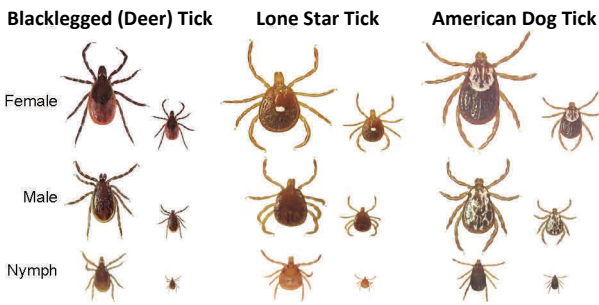 Blacklegged (Deer) Tick
Lone Star Tick
American Dog Tick
Female
Male
Nymph